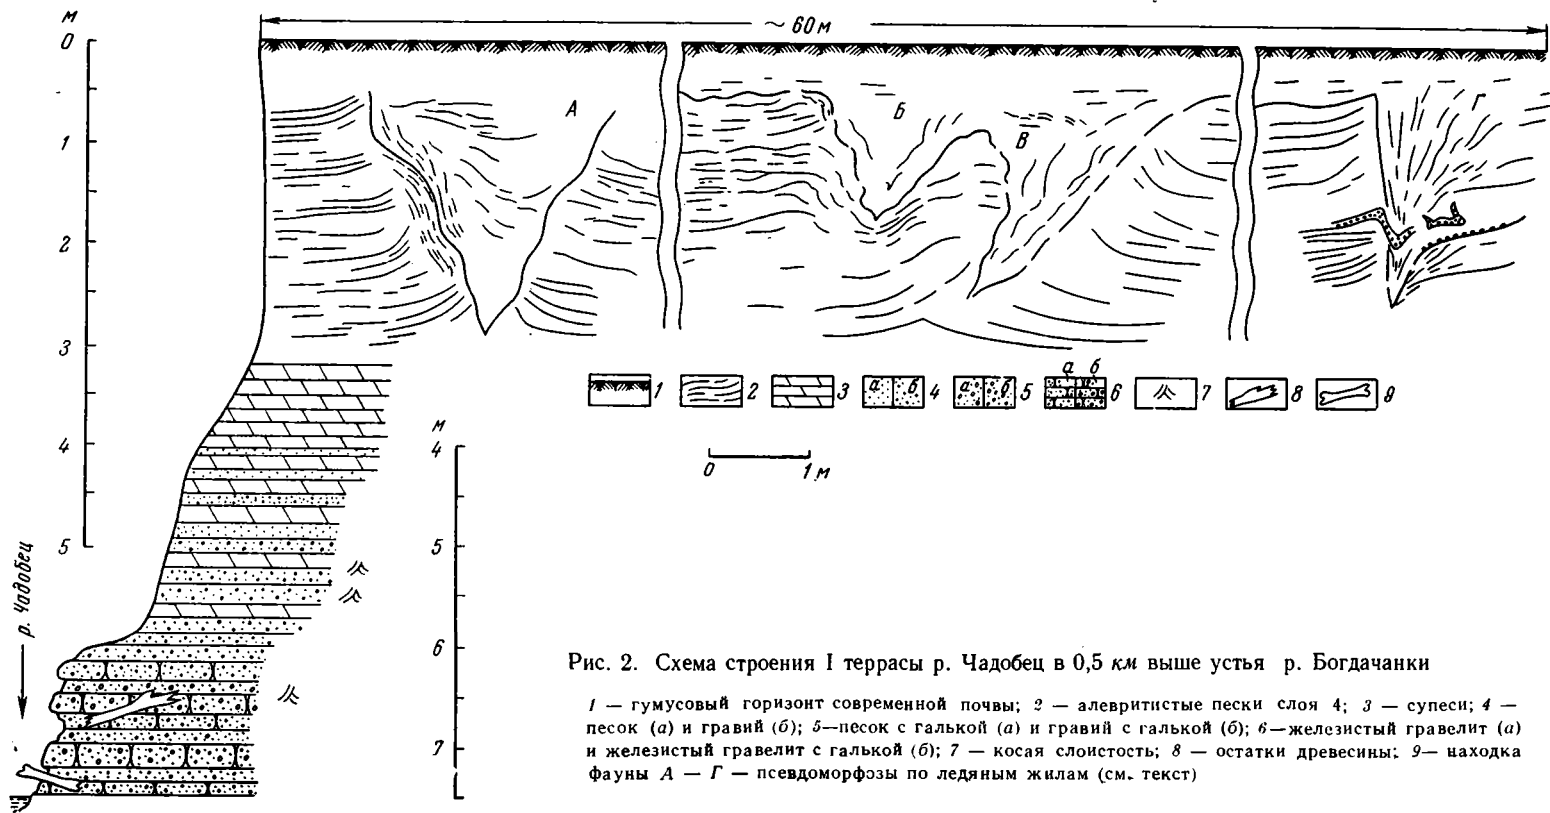 м
0
1
2
3
4
5
~ 60 м
А
Б
В
Г
а б
а б 4
а б 5
1
2
3
6
7
8
9
м
4
5
6
7
0 1 м
р. Чадобец
Рис. 2. Схема строения I террасы р. Чадобец в 0,5 км выше устья р. Богдачанки
1 — гумусовый горизонт современной почвы; 2 — алевритистые пески слоя 4; 3 — супеси; 4 —
песок (а) и гравий (б); 5—песок с галькой (а) и гравий с галькой (б); 6—железистый гравелит (а)
и железистый гравелит с галькой (б); 7 — косая слоистость; 8 — остатки древесины; 9— находка
фауны А — Г — псевдоморфозы по ледяным жилам (см. текст)